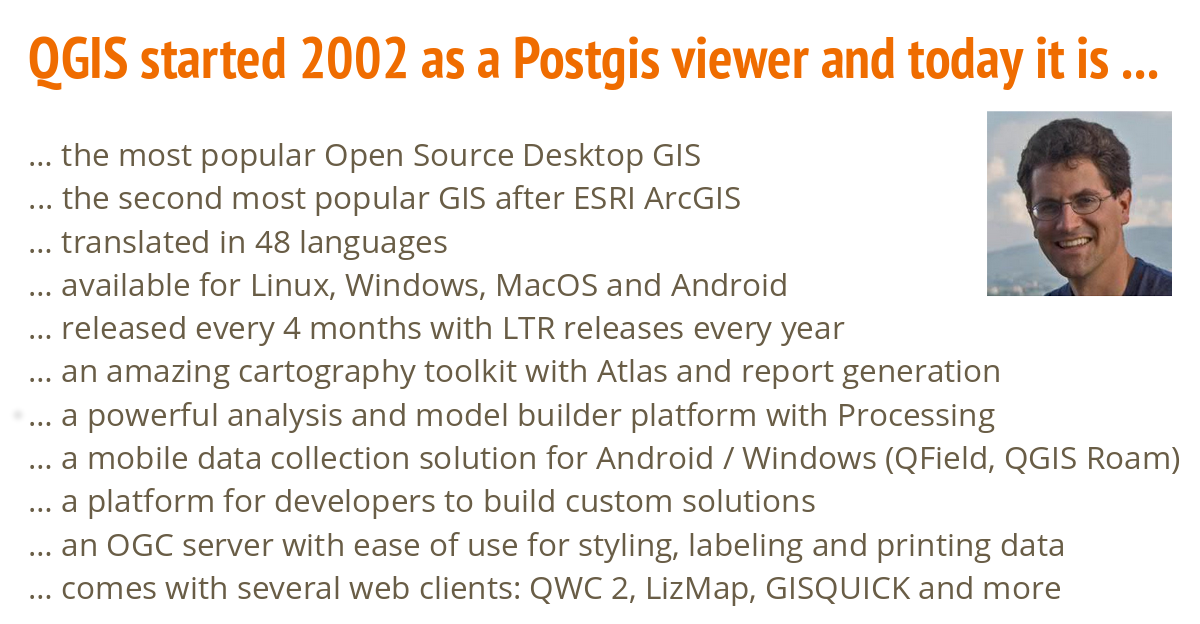 QGIS started 2002 as a Postgis viewer and today it is ...
... the most popular Open Source Desktop GIS
... the second most popular GIS after ESRI ArcGIS
... translated in 48 languages
... available for Linux, Windows, MacOS and Android
... released every 4 months with LTR releases every year
... an amazing cartography toolkit with Atlas and report generation
... a powerful analysis and model builder platform with Processing
... a mobile data collection solution for Android / Windows (QField, QGIS Roam)
... a platform for developers to build custom solutions
... an OGC server with ease of use for styling, labeling and printing data
... comes with several web clients: QWC 2, LizMap, GISQUICK and more